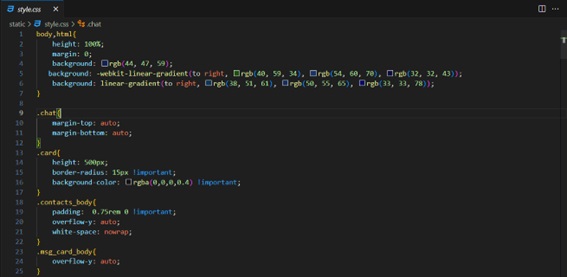 style.css
static > style.css > .chat
1 body,html{
2 height: 100%;
3 margin: 0;
4 background: rgb(44, 47, 59);
5 background: -webkit-linear-gradient(to right, rgb(40, 59, 34), rgb(54, 60, 70), rgb(32, 32, 43));
6 background: linear-gradient(to right, rgb(38, 51, 61), rgb(50, 55, 65), rgb(33, 33, 78));
7 }
8
9 .chat{
10 margin-top: auto;
11 margin-bottom: auto;
12 }
13 .card{
14 height: 500px;
15 border-radius: 15px !important;
16 background-color: rgba(0,0,0,0.4) !important;
17 }
18 .contacts_body{
19 padding: 0.75rem 0 !important;
20 overflow-y: auto;
21 white-space: nowrap;
22 }
23 .msg_card_body{
24 overflow-y: auto;
25 }